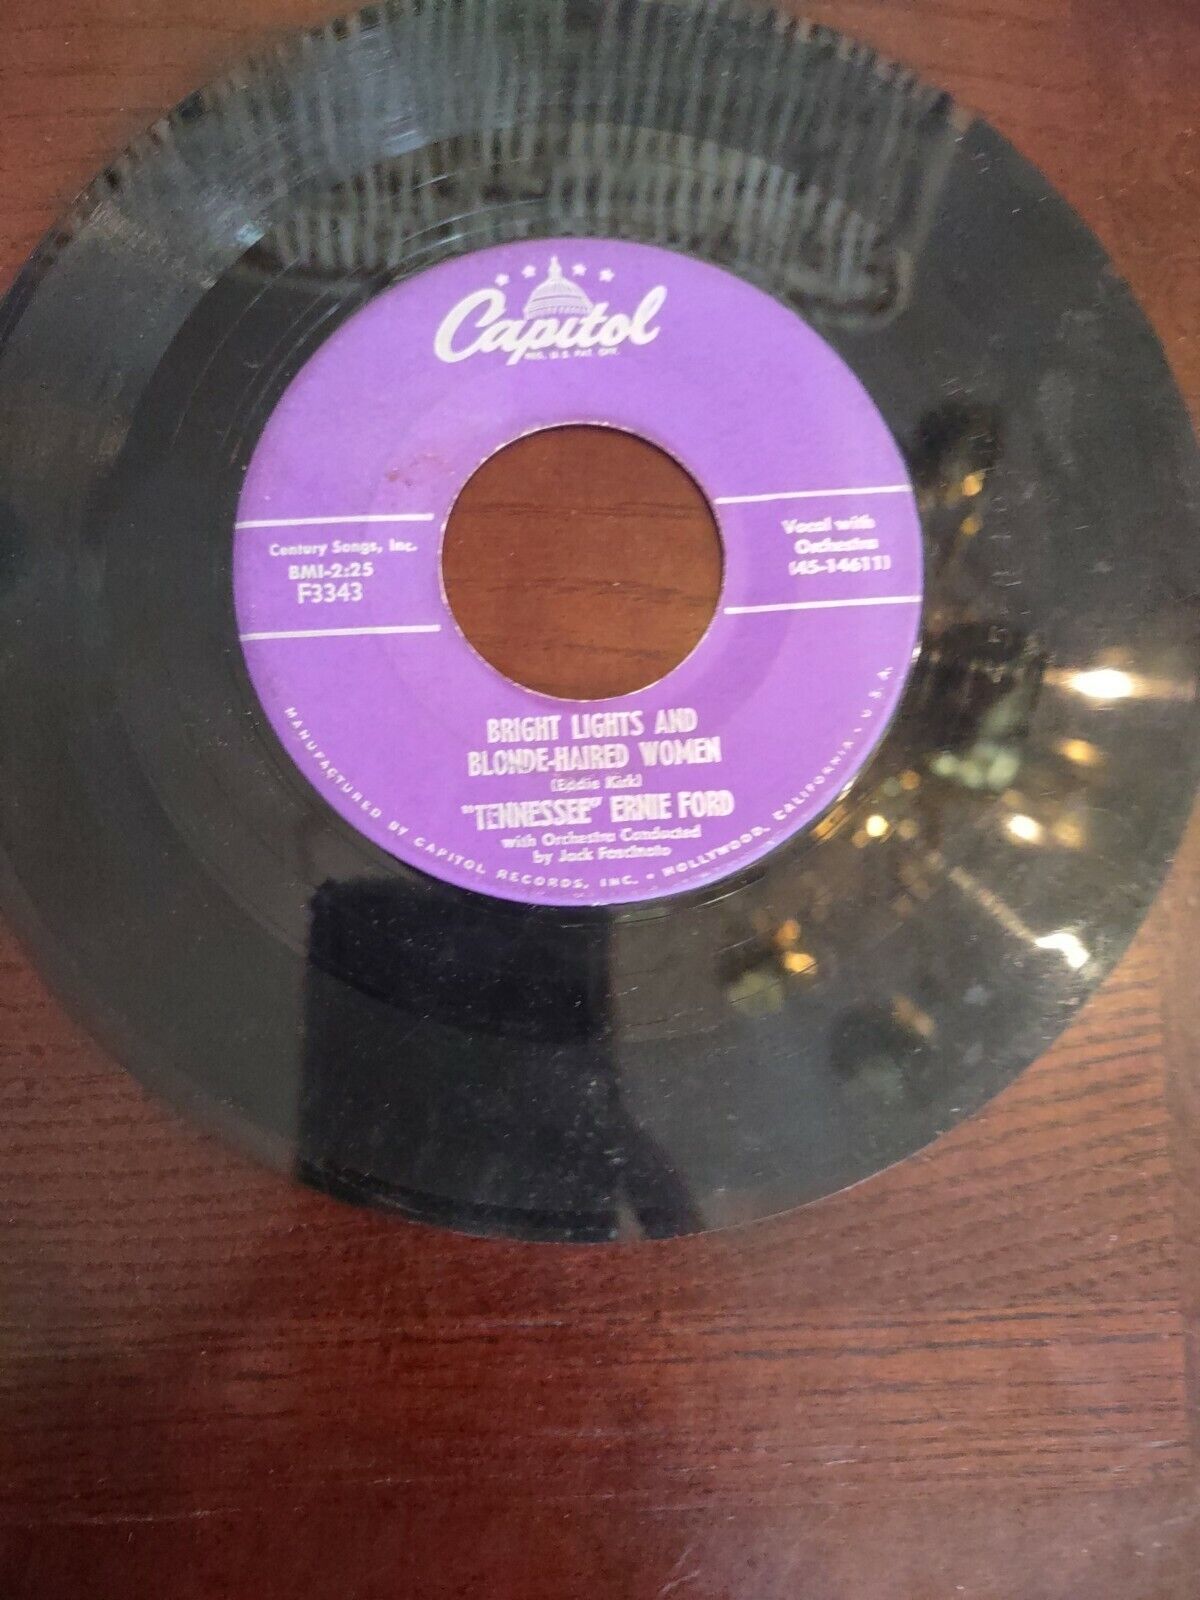 Capitol
REG. U.S. PAT. OFF.
Century Songs, Inc.
BMI-2:25
F3343
Vocal with
Orchestra
(45-14611)
BRIGHT LIGHTS AND
BLONDE-HAIRED WOMEN
(Eddie Kirk)
"TENNESSEE" ERNIE FORD
with Orchestra Conducted
by Jack Fascinato
MANUFACTURED BY CAPITOL RECORDS, INC. • HOLLYWOOD, CALIFORNIA • U.S.A.